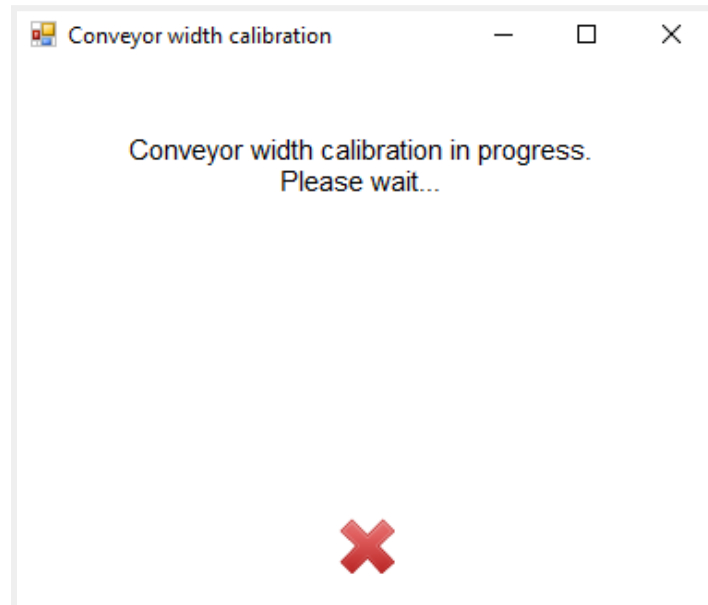 Conveyor width calibration
Conveyor width calibration in progress.
Please wait...